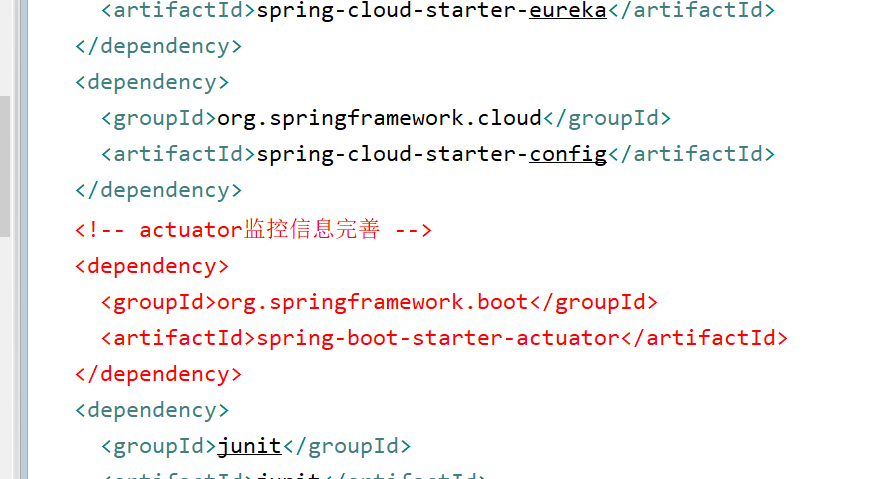 <artifactId>spring-cloud-starter-eureka</artifactId>
</dependency>
<dependency>
<groupId>org.springframework.cloud</groupId>
<artifactId>spring-cloud-starter-config</artifactId>
</dependency>
<!-- actuator监控信息完善 -->
<dependency>
<groupId>org.springframework.boot</groupId>
<artifactId>spring-boot-starter-actuator</artifactId>
</dependency>
<dependency>
<groupId>junit</groupId>
<artifactId>junit</artifactId>